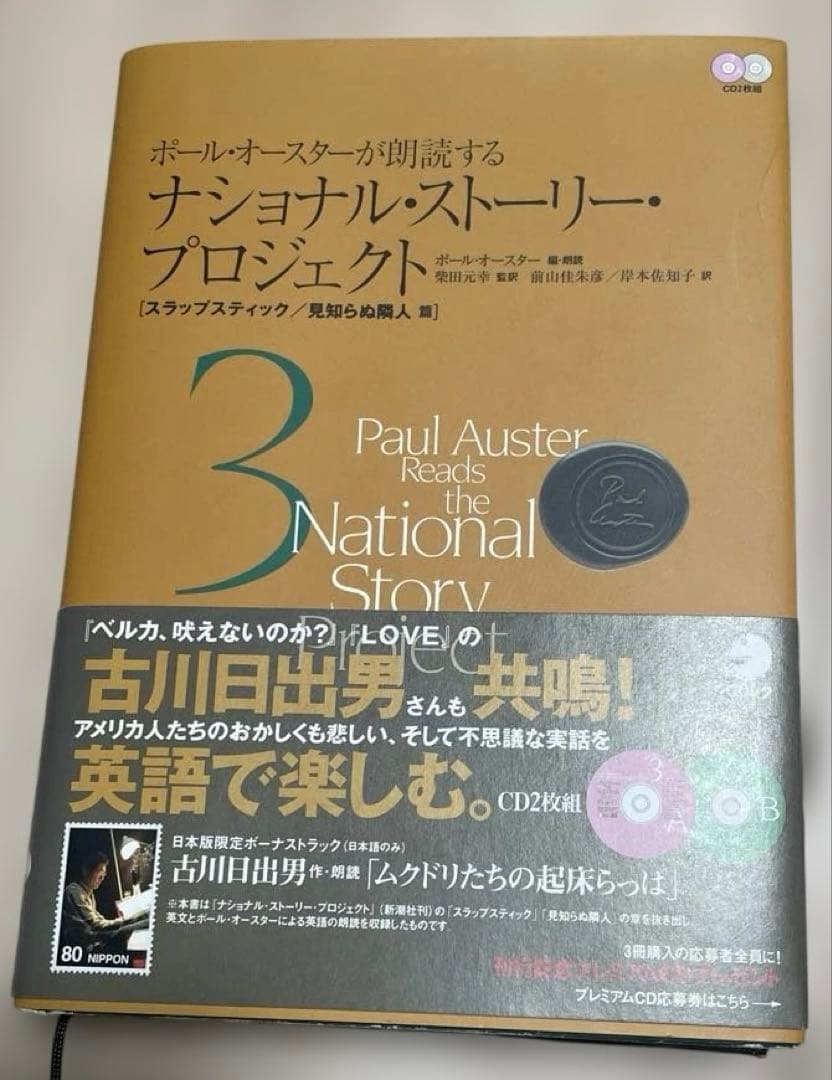 CD2枚組
ポール・オースターが朗読する
ナショナル・ストーリー・
プロジェクト
ポール・オースター 編・朗読
柴田元幸 監訳 前山佳朱彦／岸本佐知子 訳
[スラップスティック／見知らぬ隣人 篇]
3
Paul Auster
Reads
the
National
Story
Project
Paul
Auster
『ベルカ、吠えないのか?』『LOVE』の
古川日出男さんも共鳴!
アメリカ人たちのおかしくも悲しい、そして不思議な実話を
英語で楽しむ。CD2枚組
3
A
B
日本版限定ボーナストラック(日本語のみ)
古川日出男 作・朗読「ムクドリたちの起床らっぱ」
80 NIPPON
※本書は『ナショナル・ストーリー・プロジェクト』(新潮社刊)の「スラップスティック」「見知らぬ隣人」の章を抜き出し、
英文とポール・オースターによる英語の朗読を収録したものです。
3冊購入の応募者全員に!
プレミアムCD応募券はこちら→